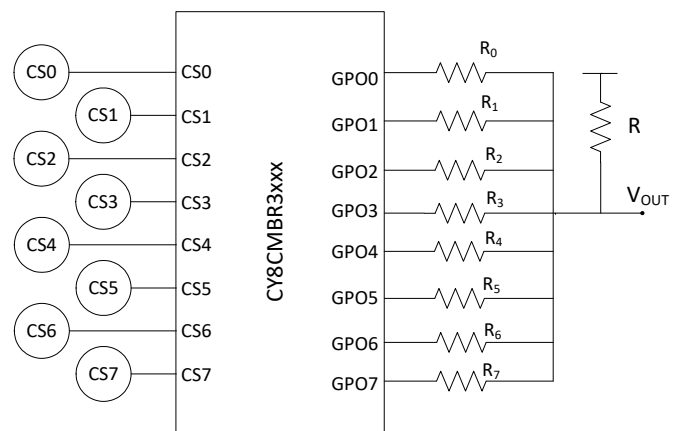 CS0
CS1
CS2
CS3
CS4
CS5
CS6
CS7
CS0
CS1
CS2
CS3
CS4
CS5
CS6
CS7
CY8CMBR3xxx
GPO0
GPO1
GPO2
GPO3
GPO4
GPO5
GPO6
GPO7
R0
R1
R2
R3
R4
R5
R6
R7
R
VOUT